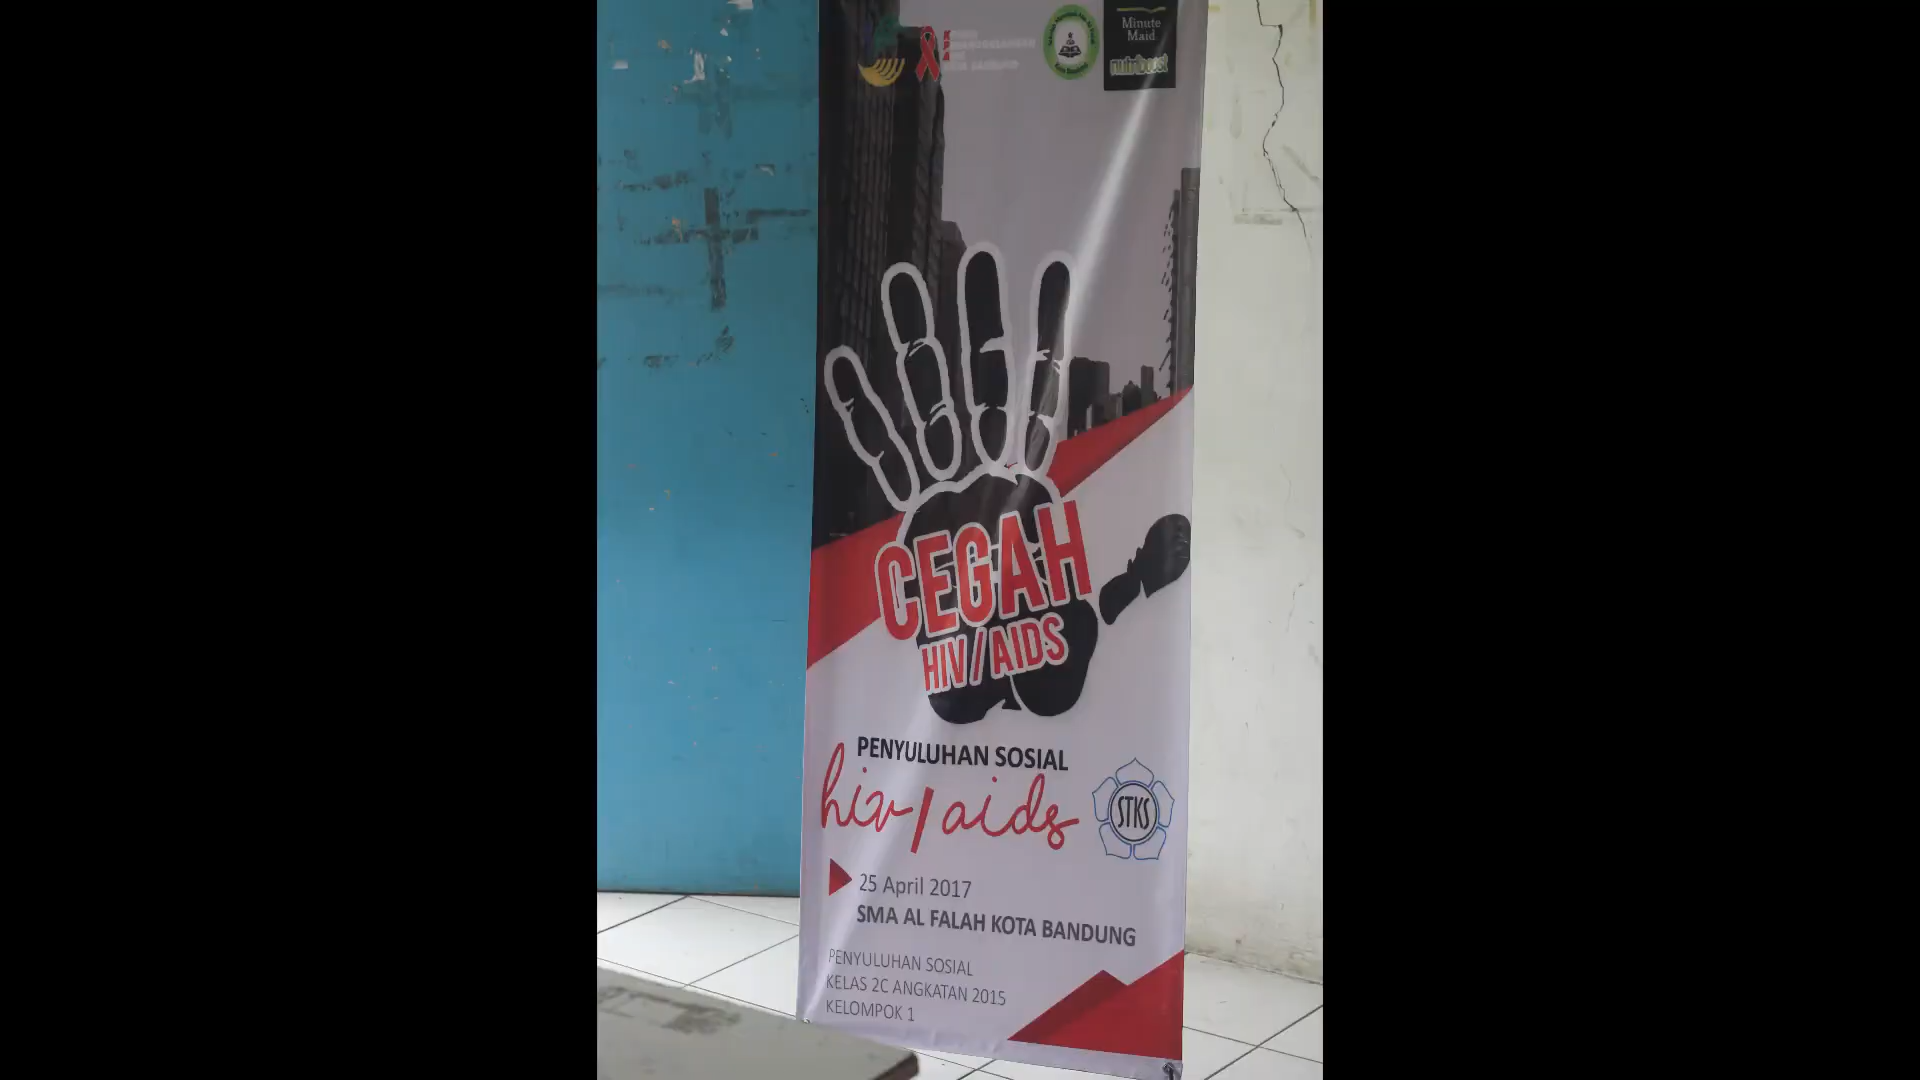 Minute
Maid
nutriboost
CEGAH
HIV/AIDS
PENYULUHAN SOSIAL
hiv/aids
STKS
25 April 2017
SMA AL FALAH KOTA BANDUNG
PENYULUHAN SOSIAL
KELAS 2C ANGKATAN 2015
KELOMPOK 1